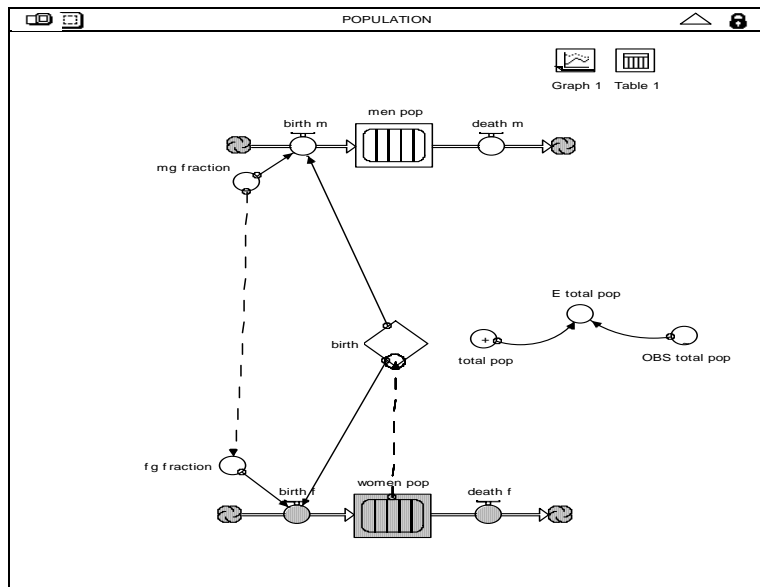 POPULATION
Graph 1 Table 1
birth m men pop death m
mg fraction
E total pop
birth
total pop
OBS total pop
fg fraction
birth f women pop death f